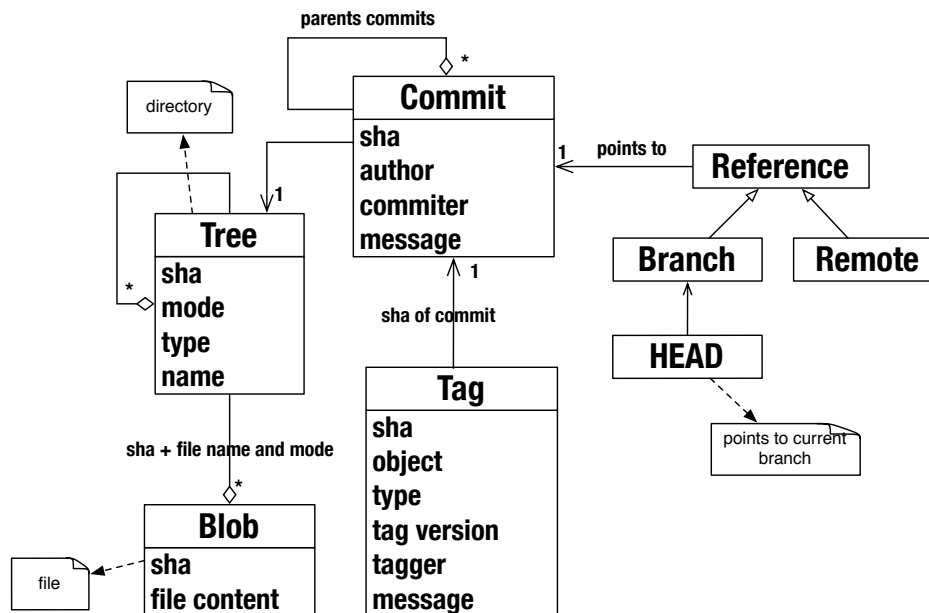 parents commits
*
Commit
sha
author
commiter
message
directory
1
points to
Reference
1
Tree
sha
mode
type
name
*
Branch
Remote
1
sha of commit
HEAD
Tag
sha
object
type
tag version
tagger
message
points to current
branch
sha + file name and mode
*
Blob
sha
file content
file